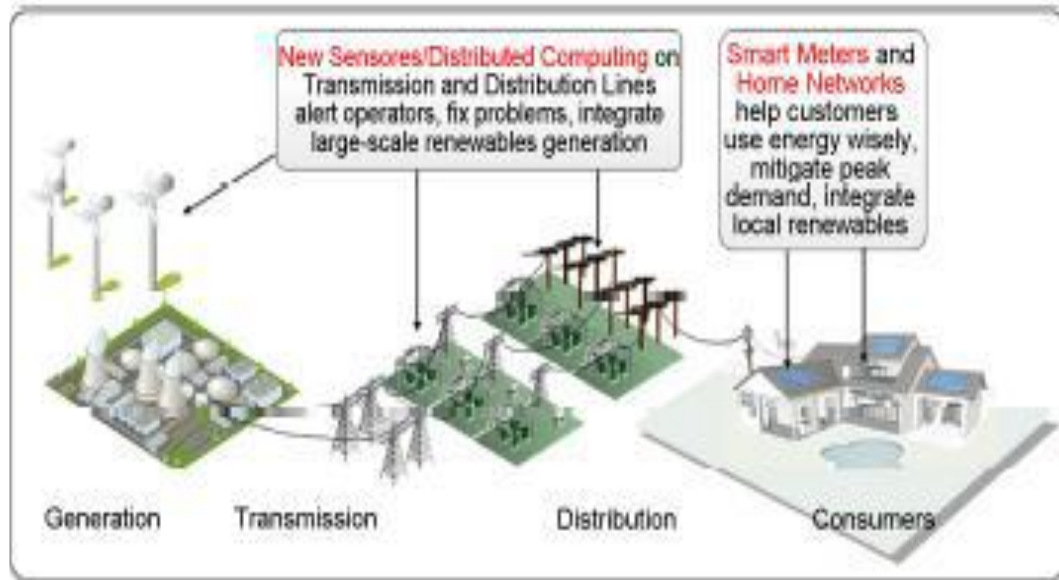 New Sensores/Distributed Computing on
Transmission and Distribution Lines
alert operators, fix problems, integrate
large-scale renewables generation
Smart Meters and
Home Networks
help customers
use energy wisely,
mitigate peak
demand, integrate
local renewables
Generation
Transmission
Distribution
Consumers